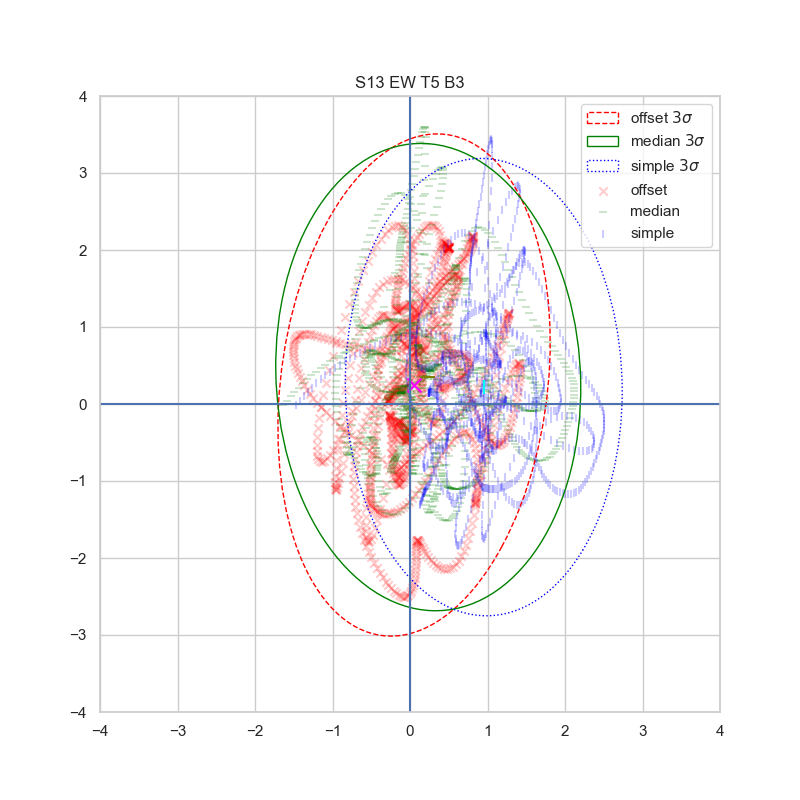 S13 EW T5 B3
offset 3σ
median 3σ
simple 3σ
offset
median
simple
4
3
2
1
0
−1
−2
−3
−4
−4 −3 −2 −1 0 1 2 3 4